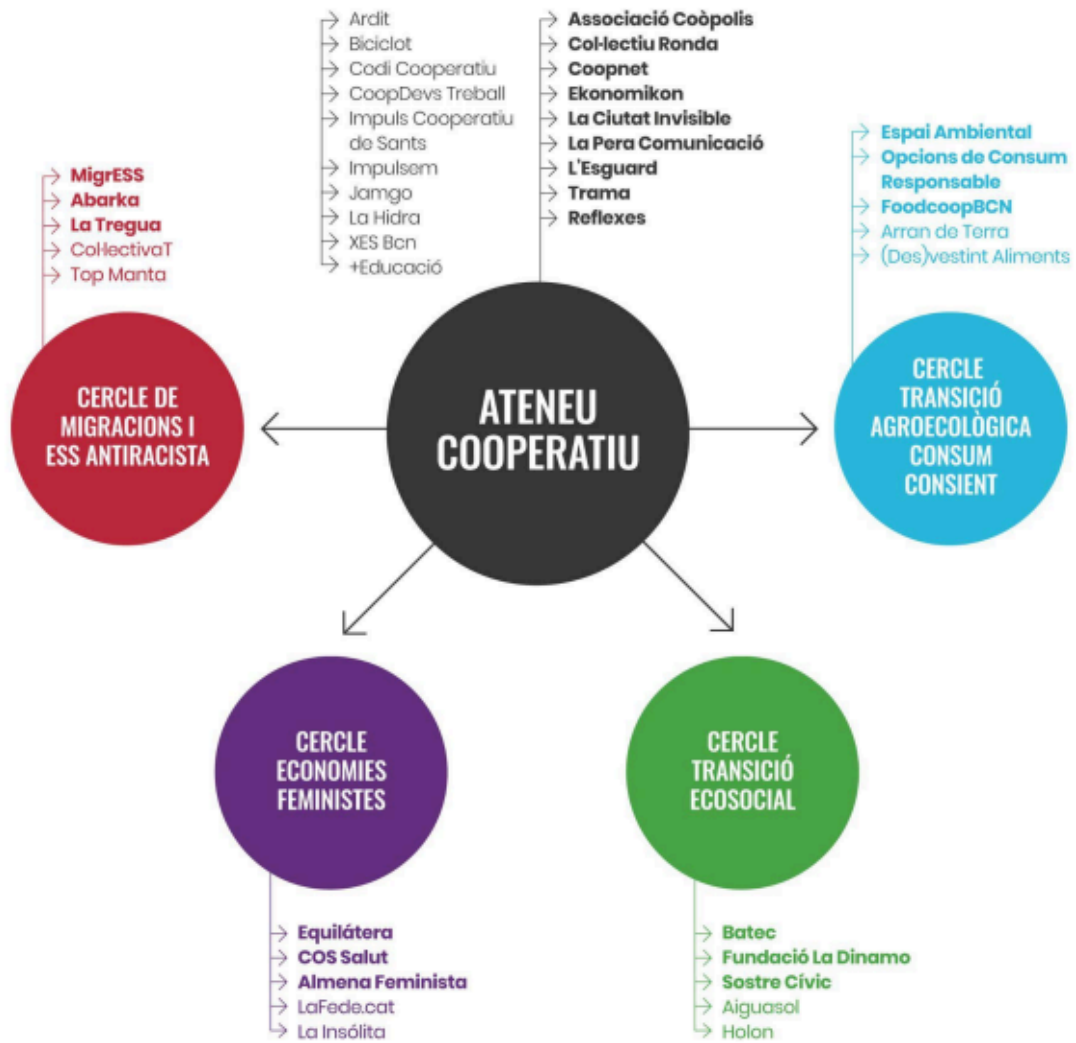 Ardit
Biciclot
Codi Cooperatiu
CoopDevs Treball
Impuls Cooperatiu
de Sants
Impulsem
Jamgo
La Hidra
XES Bcn
+Educació
Associació Coòpolis
Col·lectiu Ronda
Coopnet
Ekonomikon
La Ciutat Invisible
La Pera Comunicació
L'Esguard
Trama
Reflexes
MigrESS
Abarka
La Tregua
Col·lectivaT
Top Manta
Espai Ambiental
Opcions de Consum
Responsable
FoodcoopBCN
Arran de Terra
(Des)vestint Aliments
CERCLE DE
MIGRACIONS I
ESS ANTIRACISTA
ATENEU
COOPERATIU
CERCLE
TRANSICIÓ
AGROECOLÒGICA
CONSUM
CONSIENT
CERCLE
ECONOMIES
FEMINISTES
CERCLE
TRANSICIÓ
ECOSOCIAL
Equilátera
COS Salut
Almena Feminista
LaFede.cat
La Insólita
Batec
Fundació La Dinamo
Sostre Cívic
Aiguasol
Holon